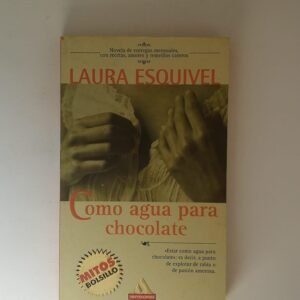 Novela de entregas mensuales,
con recetas, amores y remedios caseros
LAURA ESQUIVEL
Como agua para
chocolate
«Estar como agua para
chocolate» es decir, a punto
de explotar de rabia o
de pasión amorosa.
MITOS
BOLSILLO